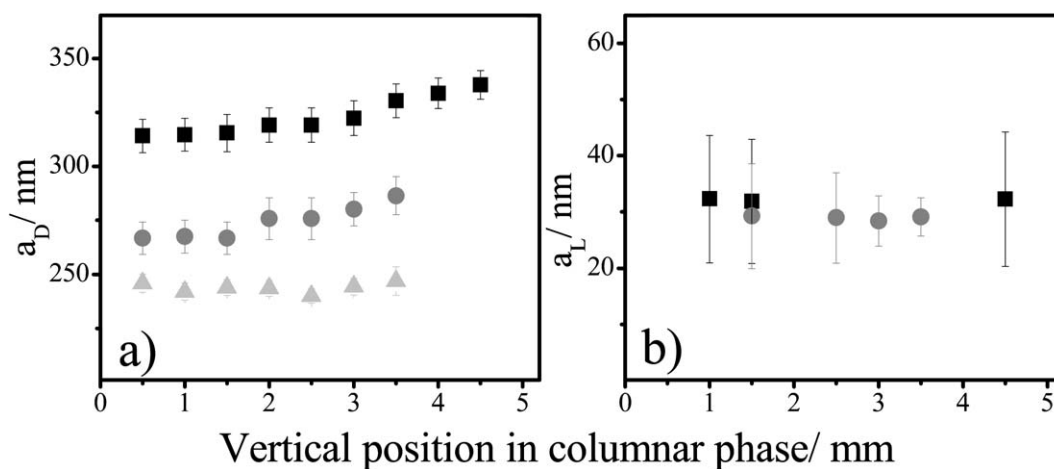 350
300
250
a_D/ nm
a)
0 1 2 3 4 5
60
40
20
a_L/ nm
b)
0 1 2 3 4 5
Vertical position in columnar phase/ mm